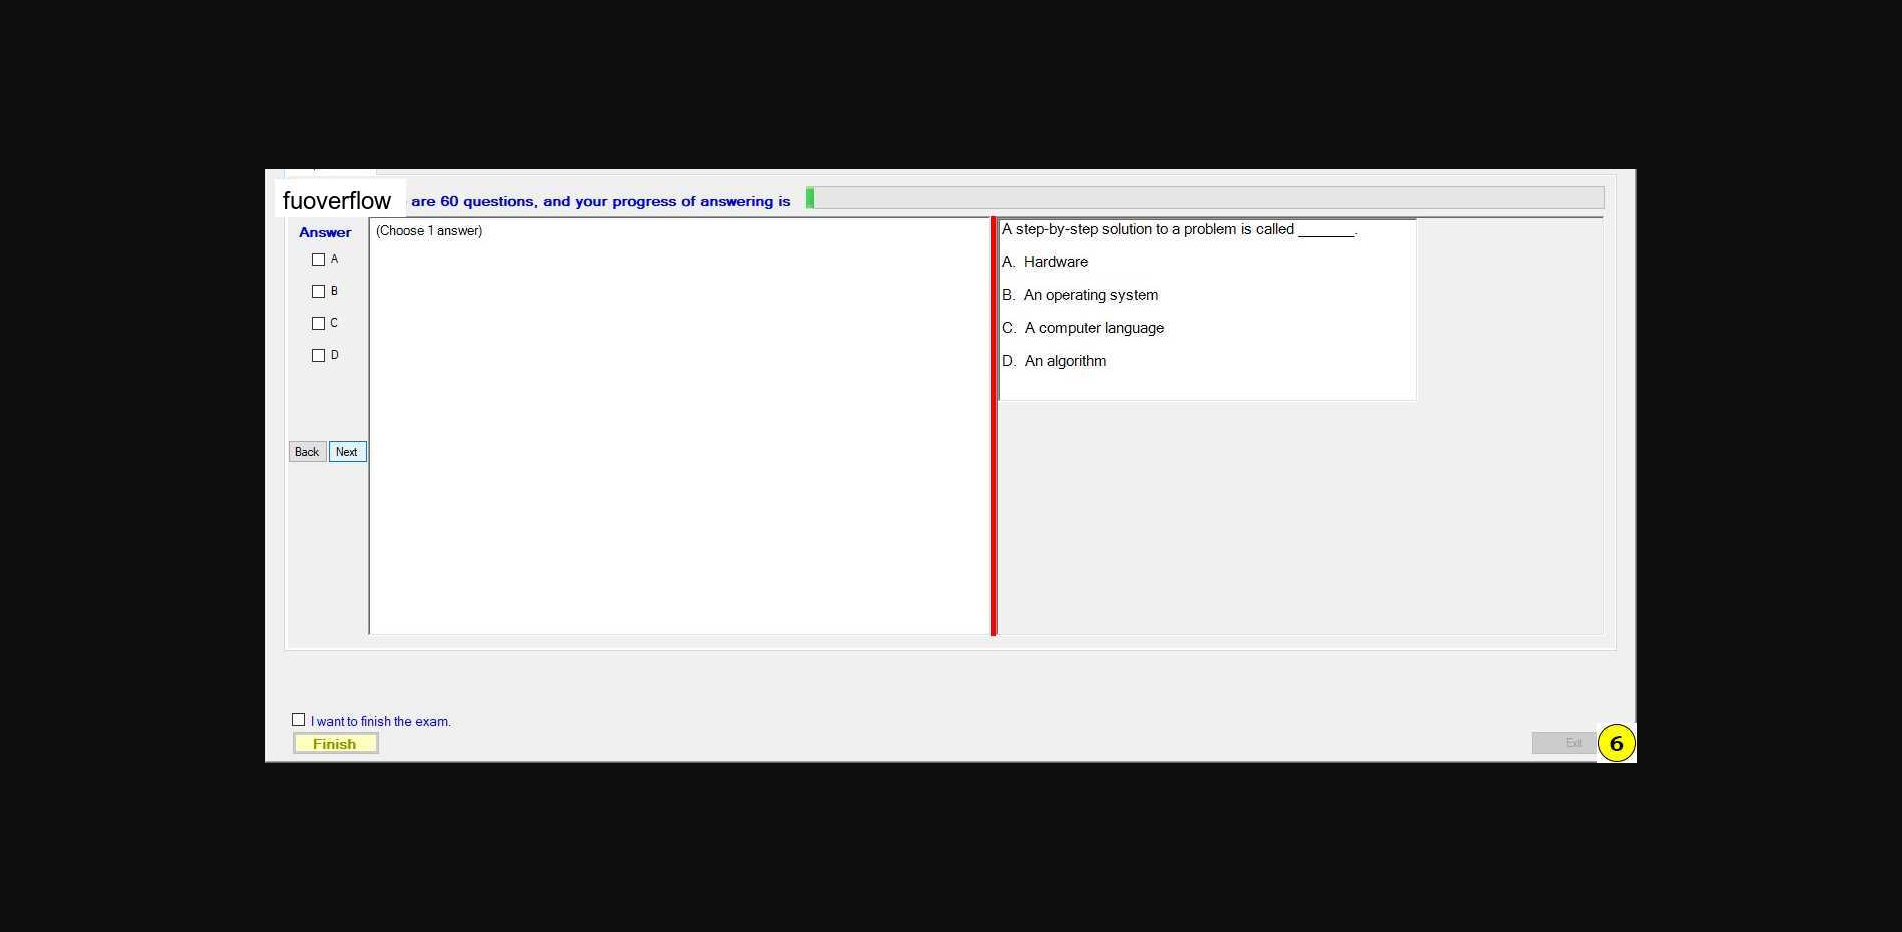 fuoverflow are 60 questions, and your progress of answering is
Answer
A
B
C
D
Back Next
(Choose 1 answer)
A step-by-step solution to a problem is called _______.
A. Hardware
B. An operating system
C. A computer language
D. An algorithm
I want to finish the exam.
Finish
Exit
6